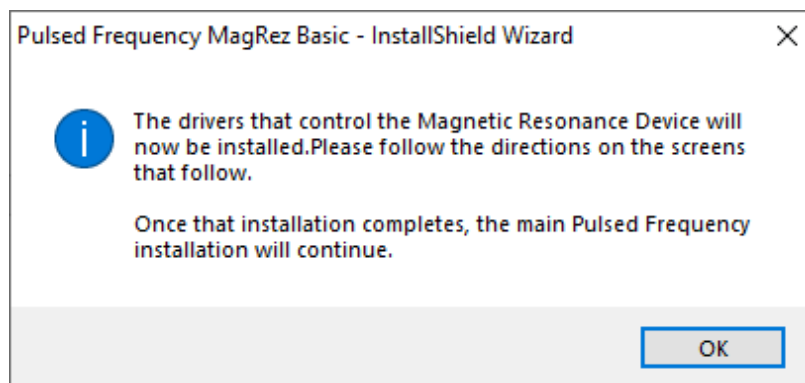 Pulsed Frequency MagRez Basic - InstallShield Wizard
The drivers that control the Magnetic Resonance Device will
now be installed.Please follow the directions on the screens
that follow.
Once that installation completes, the main Pulsed Frequency
installation will continue.
OK